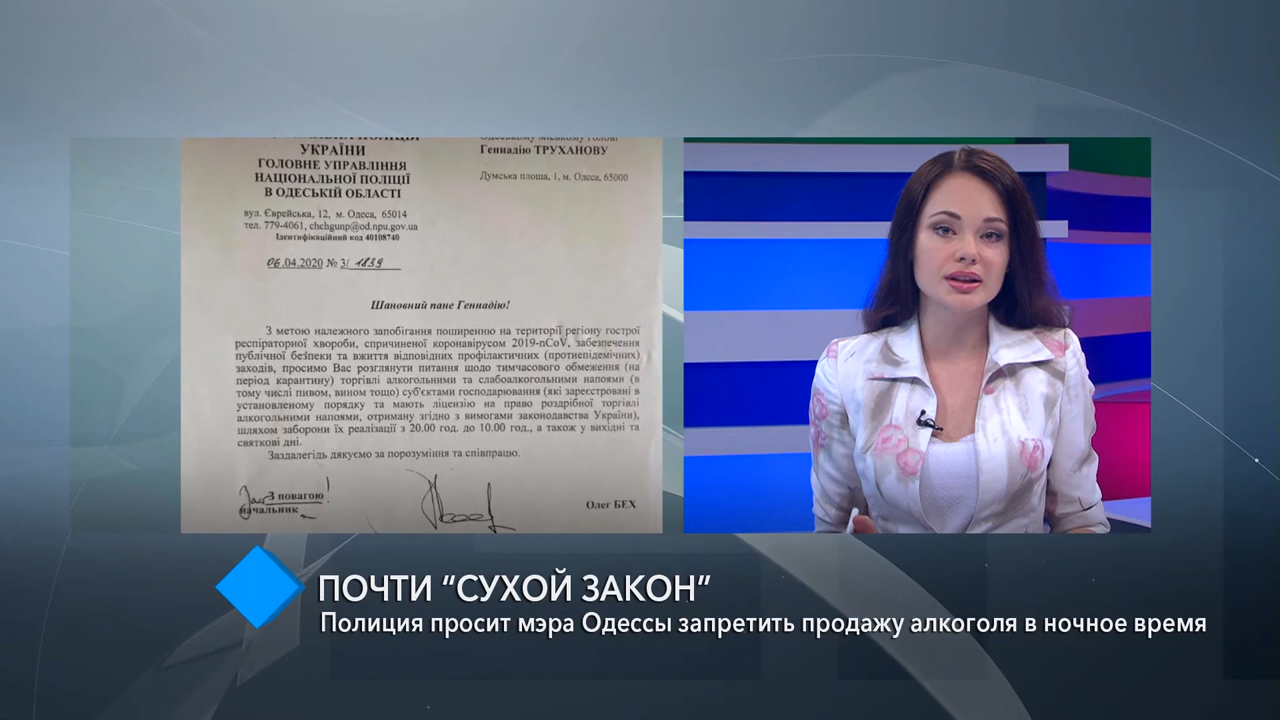 УКРАЇНИ
ГОЛОВНЕ УПРАВЛІННЯ
НАЦІОНАЛЬНОЇ ПОЛІЦІЇ
В ОДЕСЬКІЙ ОБЛАСТІ
вул. Єврейська, 12, м. Одеса, 65014
тел. 779-4061, chchgunp@od.npu.gov.ua
Ідентифікаційний код 40108740
06.04.2020 № 3/ 1839
Одеському міському голові
Геннадію ТРУХАНОВУ
Думська площа, 1, м. Одеса, 65000
Шановний пане Геннадію!
З метою належного запобігання поширенню на території регіону гострої
респіраторної хвороби, спричиненої коронавірусом 2019-nCoV, забезпечення
публічної безпеки та вжиття відповідних профілактичних (протиепідемічних)
заходів, просимо Вас розглянути питання щодо тимчасового обмеження (на
період карантину) торгівлі алкогольними та слабоалкогольними напоями (в
тому числі пивом, вином тощо) суб'єктами господарювання (які зареєстровані в
установленому порядку та мають ліцензію на право роздрібної торгівлі
алкогольними напоями, отриману згідно з вимогами законодавства України),
шляхом заборони їх реалізації з 20.00 год. до 10.00 год., а також у вихідні та
святкові дні.
Заздалегідь дякуємо за порозуміння та співпрацю.
З повагою!
начальник
Олег БЕХ
ПОЧТИ “СУХОЙ ЗАКОН”
Полиция просит мэра Одессы запретить продажу алкоголя в ночное время